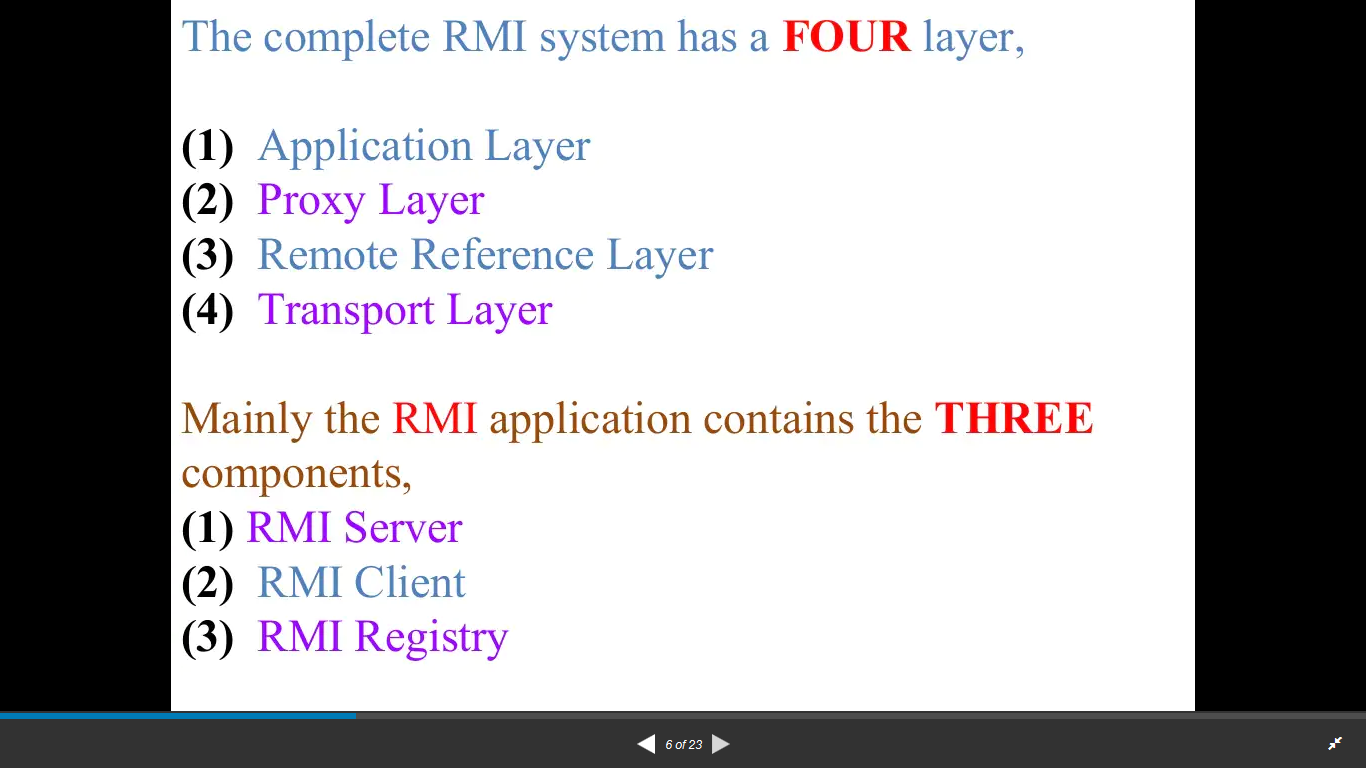 The complete RMI system has a FOUR layer,
(1) Application Layer
(2) Proxy Layer
(3) Remote Reference Layer
(4) Transport Layer
Mainly the RMI application contains the THREE
components,
(1) RMI Server
(2) RMI Client
(3) RMI Registry
6 of 23